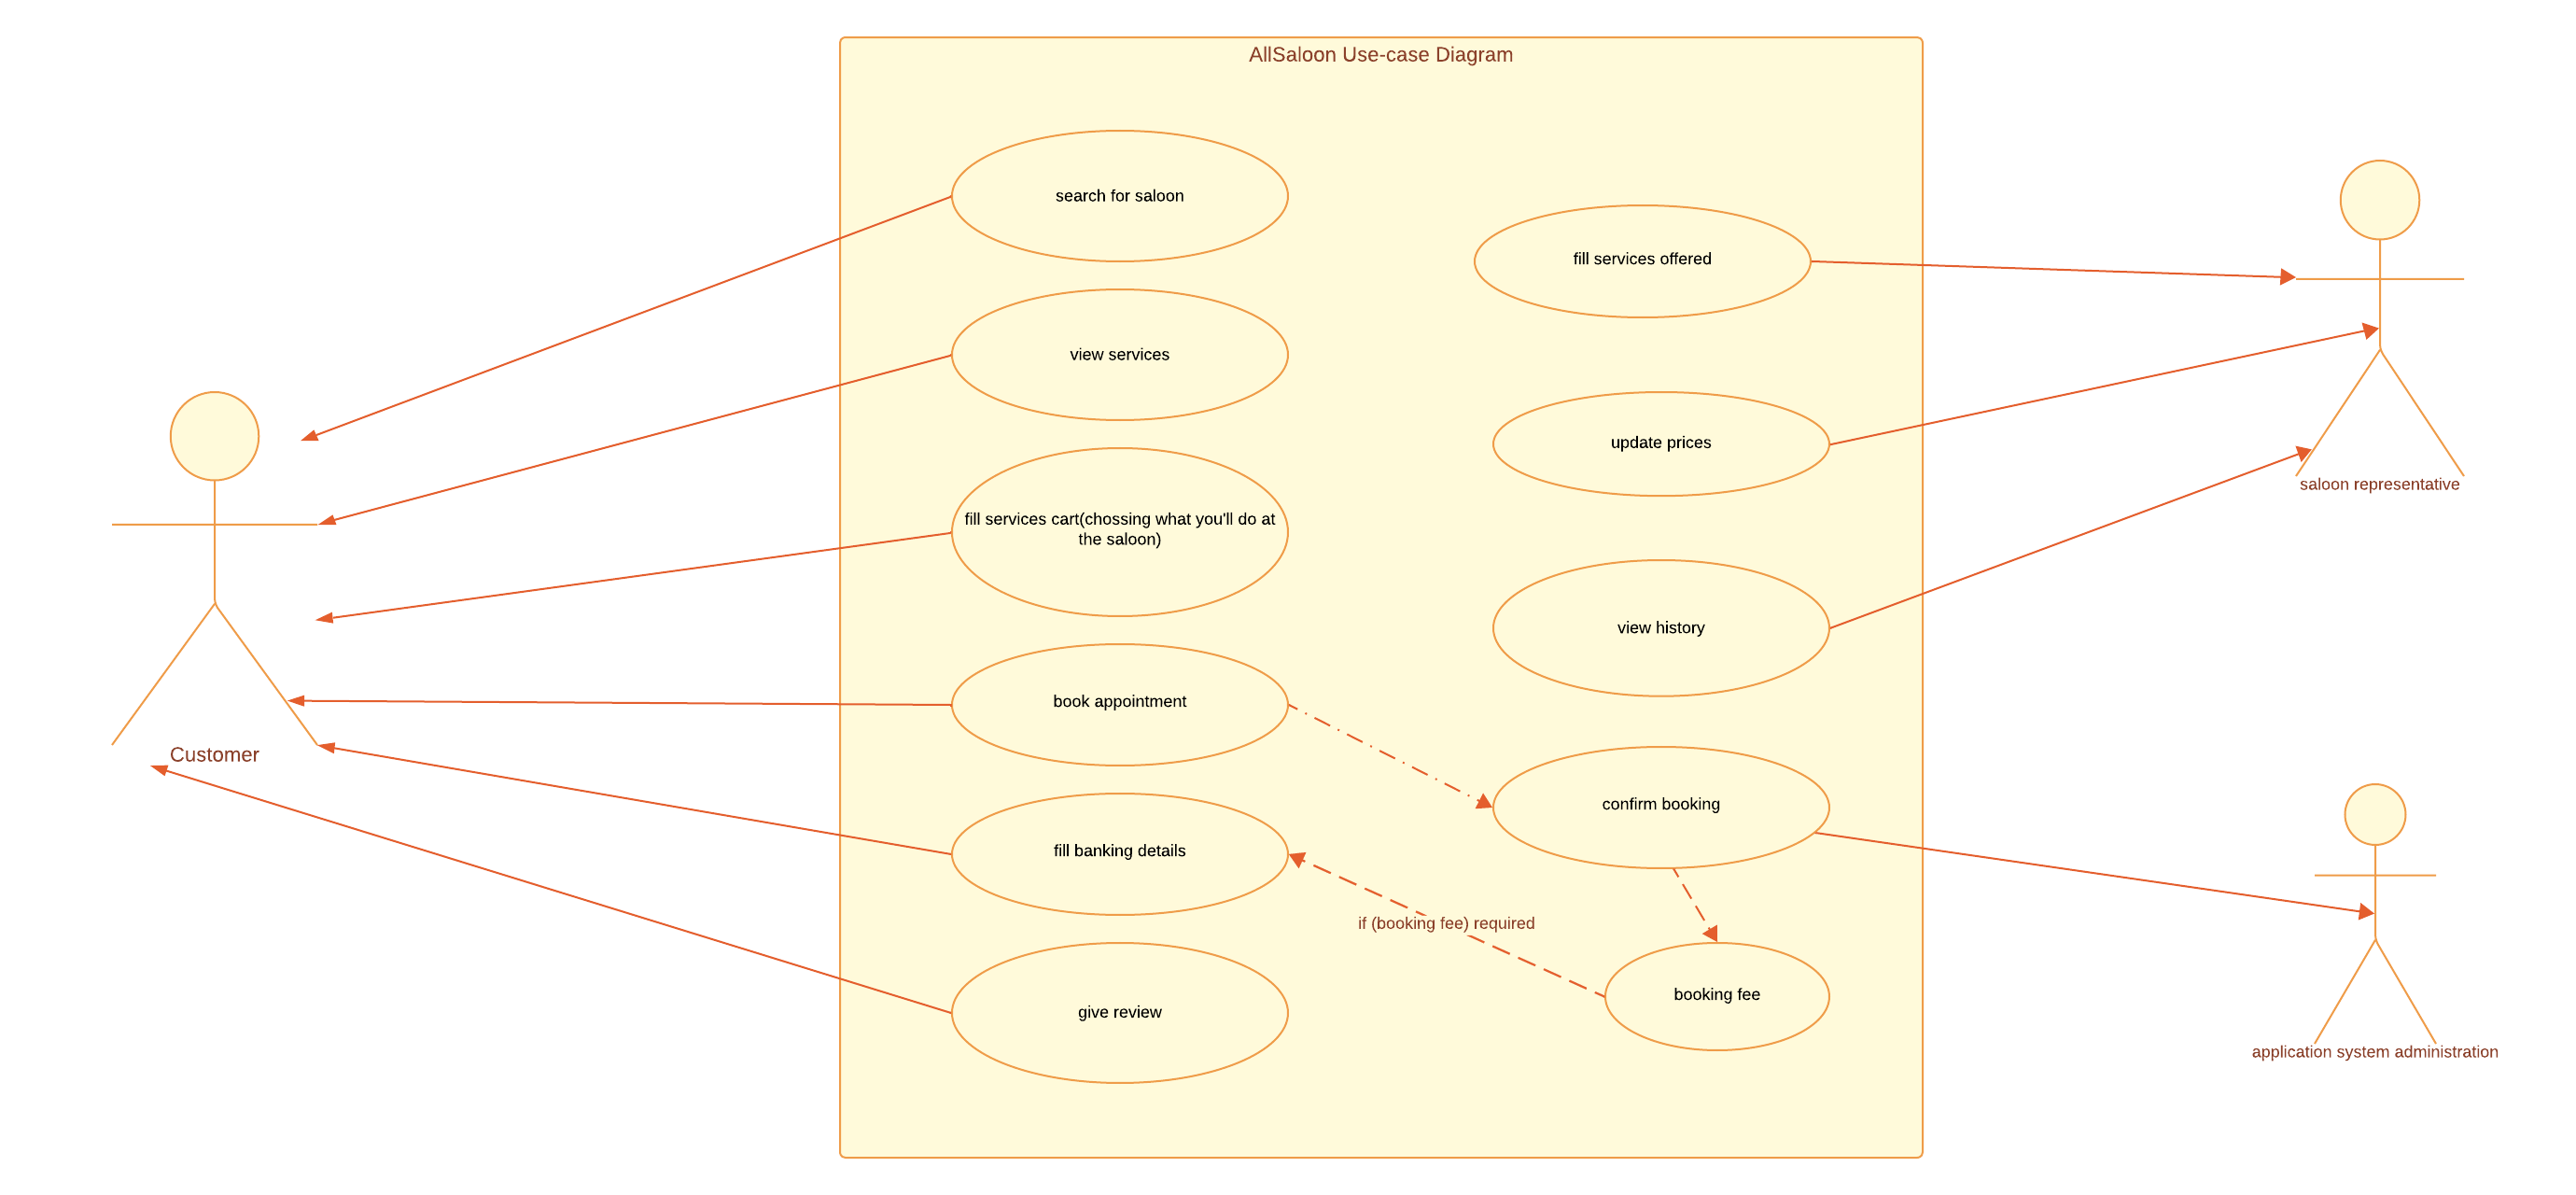 AllSaloon Use-case Diagram
search for saloon
fill services offered
view services
update prices
saloon representative
fill services cart(chossing what you'll do at
the saloon)
view history
book appointment
Customer
confirm booking
fill banking details
if (booking fee) required
booking fee
give review
application system administration